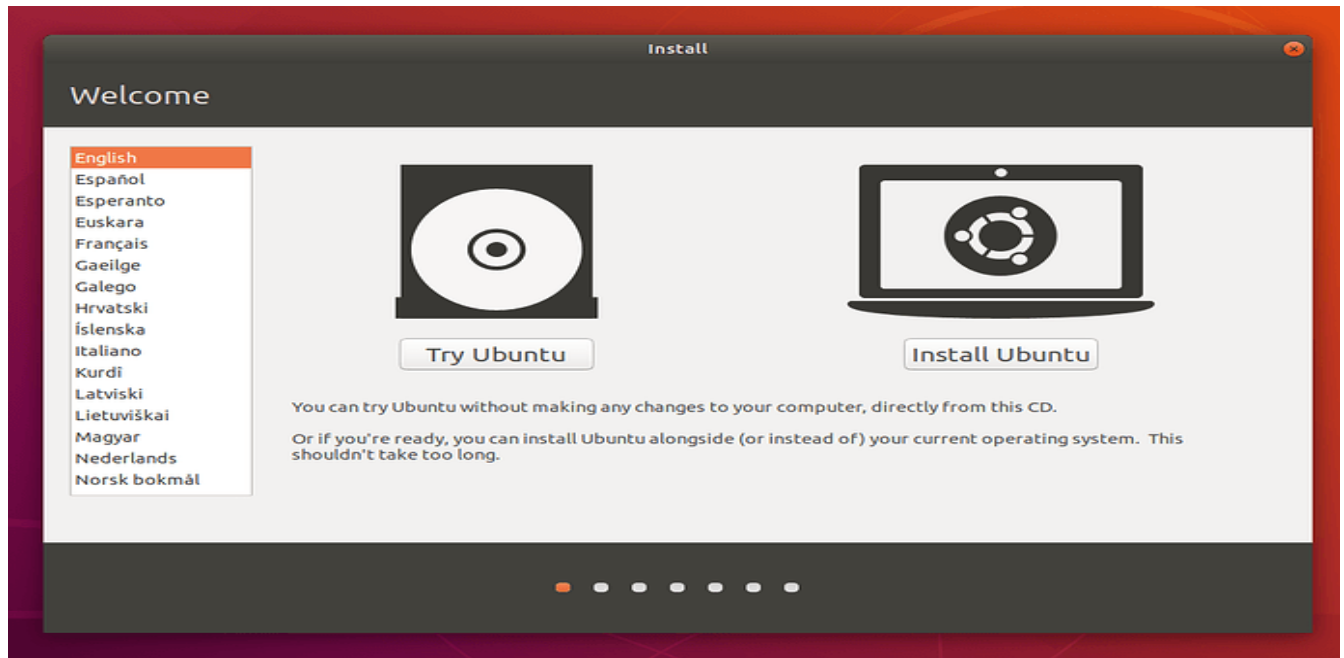 Install
Welcome
English
Español
Esperanto
Euskara
Français
Gaeilge
Galego
Hrvatski
Íslenska
Italiano
Kurdî
Latviski
Lietuviškai
Magyar
Nederlands
Norsk bokmål
Try Ubuntu
Install Ubuntu
You can try Ubuntu without making any changes to your computer, directly from this CD.
Or if you're ready, you can install Ubuntu alongside (or instead of) your current operating system. This
shouldn't take too long.